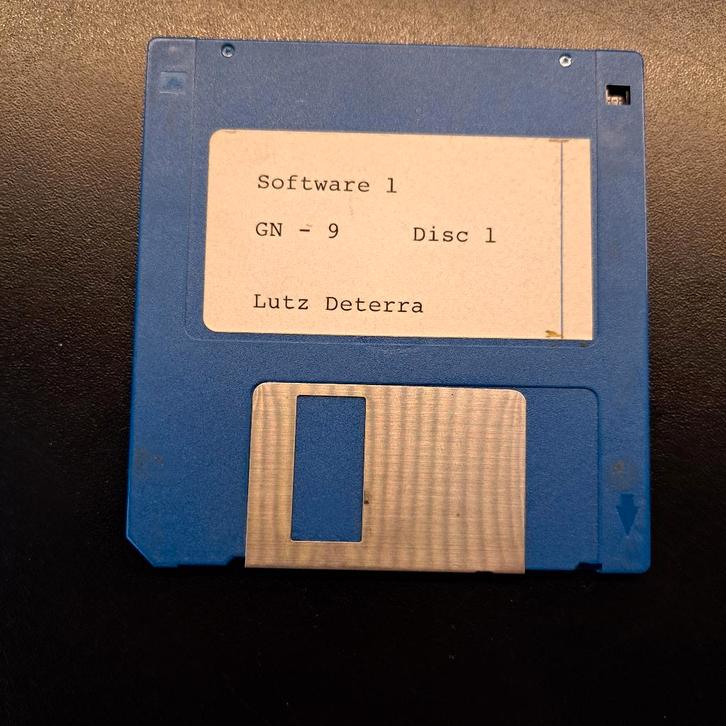 Software 1
GN - 9 Disc 1
Lutz Deterra